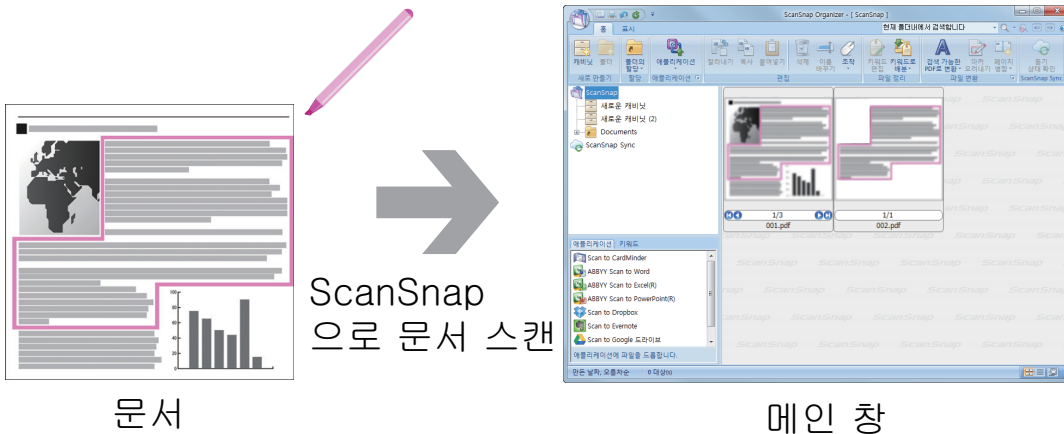 ScanSnap Organizer - [ ScanSnap ]
홈 표시
현재 폴더내에서 검색합니다
캐비닛 폴더 폴더의 할당 애플리케이션 잘라내기 복사 붙여넣기 삭제 이름 바꾸기 조작 키워드 편집 키워드로 배분 검색 가능한 PDF로 변환 마커 오려내기 페이지 병합 동기 상태 확인
새로 만들기 할당 애플리케이션 편집 파일 정리 파일 변환 ScanSnap Sync
ScanSnap
새로운 캐비닛
새로운 캐비닛 (2)
Documents
ScanSnap Sync
1/3
001.pdf
1/1
002.pdf
애플리케이션 키워드
Scan to CardMinder
ABBYY Scan to Word
ABBYY Scan to Excel(R)
ABBYY Scan to PowerPoint(R)
Scan to Dropbox
Scan to Evernote
Scan to Google 드라이브
애플리케이션에 파일을 드롭합니다.
만든 날짜, 오름차순 0 대상(s)
100
80
60
40
20
0
ScanSnap
으로 문서 스캔
문서
메인 창